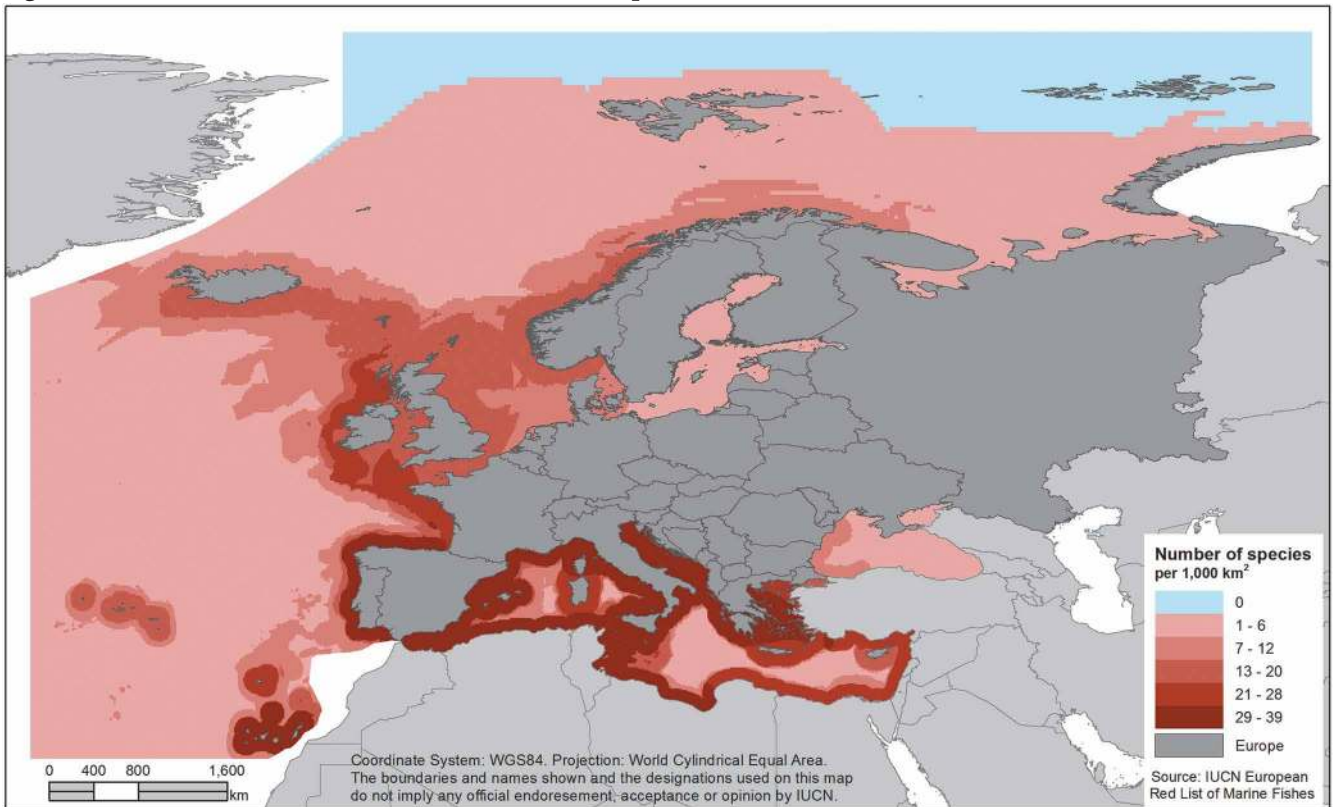 Number of species
per 1,000 km²
0
1 - 6
7 - 12
13 - 20
21 - 28
29 - 39
Europe
Source: IUCN European
Red List of Marine Fishes
Coordinate System: WGS84. Projection: World Cylindrical Equal Area.
The boundaries and names shown and the designations used on this map
do not imply any official endoresement, acceptance or opinion by IUCN.
0 400 800 1,600
km